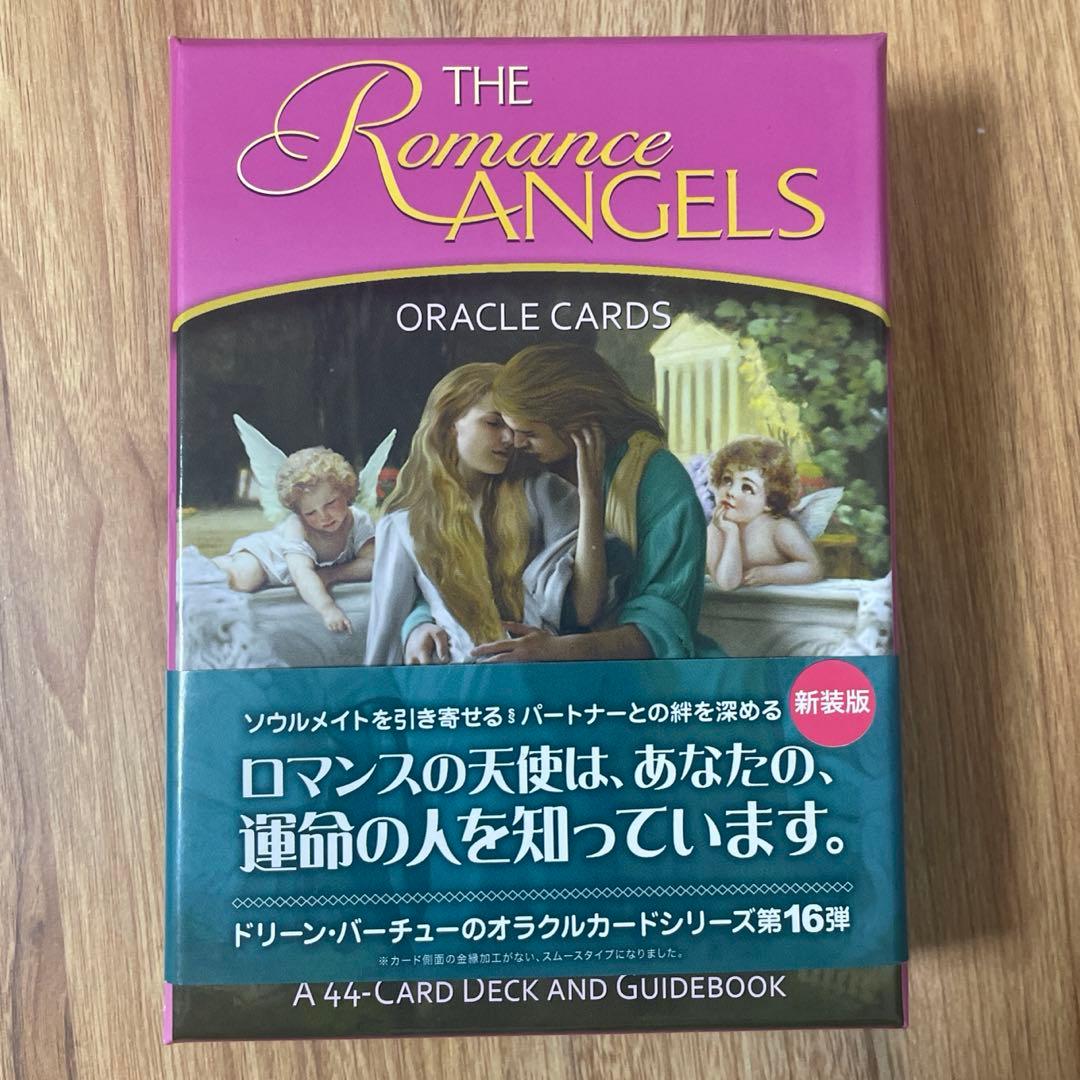 THE
Romance
ANGELS
ORACLE CARDS
ソウルメイトを引き寄せる§パートナーとの絆を深める
新装版
ロマンスの天使は、あなたの、
運命の人を知っています。
ドリーン・バーチューのオラクルカードシリーズ第16弾
※カード側面の金縁加工がない、スムースタイプになりました。
A 44-CARD DECK AND GUIDEBOOK